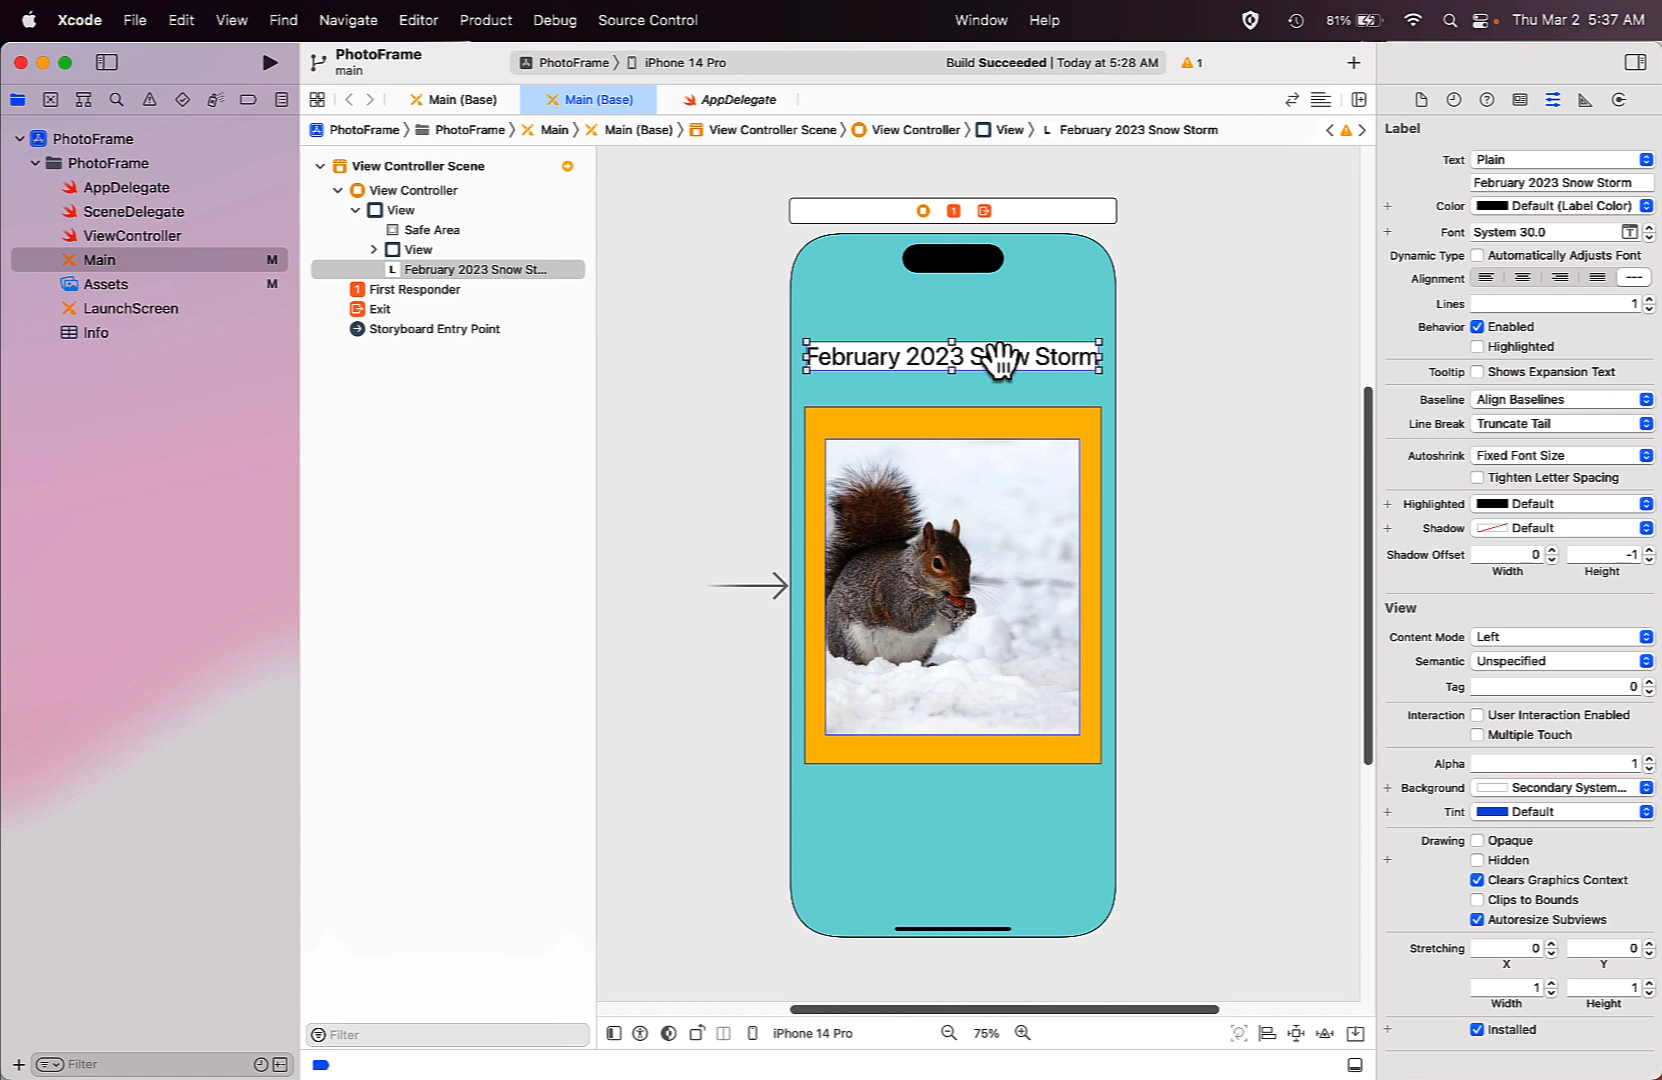 Xcode File Edit View Find Navigate Editor Product Debug Source Control Window Help 81% Thu Mar 2 5:37 AM
PhotoFrame
main
PhotoFrame iPhone 14 Pro Build Succeeded | Today at 5:28 AM 1
Main (Base) Main (Base) AppDelegate
PhotoFrame PhotoFrame Main Main (Base) View Controller Scene View Controller View L February 2023 Snow Storm
PhotoFrame
PhotoFrame
AppDelegate
SceneDelegate
ViewController
Main M
Assets M
LaunchScreen
Info
Filter
View Controller Scene
View Controller
View
Safe Area
View
L February 2023 Snow St...
1 First Responder
Exit
Storyboard Entry Point
Filter
1
February 2023 Snow Storm
iPhone 14 Pro 75%
Label
Text Plain
February 2023 Snow Storm
Color Default (Label Color)
Font System 30.0
Dynamic Type Automatically Adjusts Font
Alignment
Lines 1
Behavior Enabled
Highlighted
Tooltip Shows Expansion Text
Baseline Align Baselines
Line Break Truncate Tail
Autoshrink Fixed Font Size
Tighten Letter Spacing
Highlighted Default
Shadow Default
Shadow Offset 0 -1
Width Height
View
Content Mode Left
Semantic Unspecified
Tag 0
Interaction User Interaction Enabled
Multiple Touch
Alpha 1
Background Secondary System...
Tint Default
Drawing Opaque
Hidden
Clears Graphics Context
Clips to Bounds
Autoresize Subviews
Stretching 0 0
X Y
1 1
Width Height
Installed